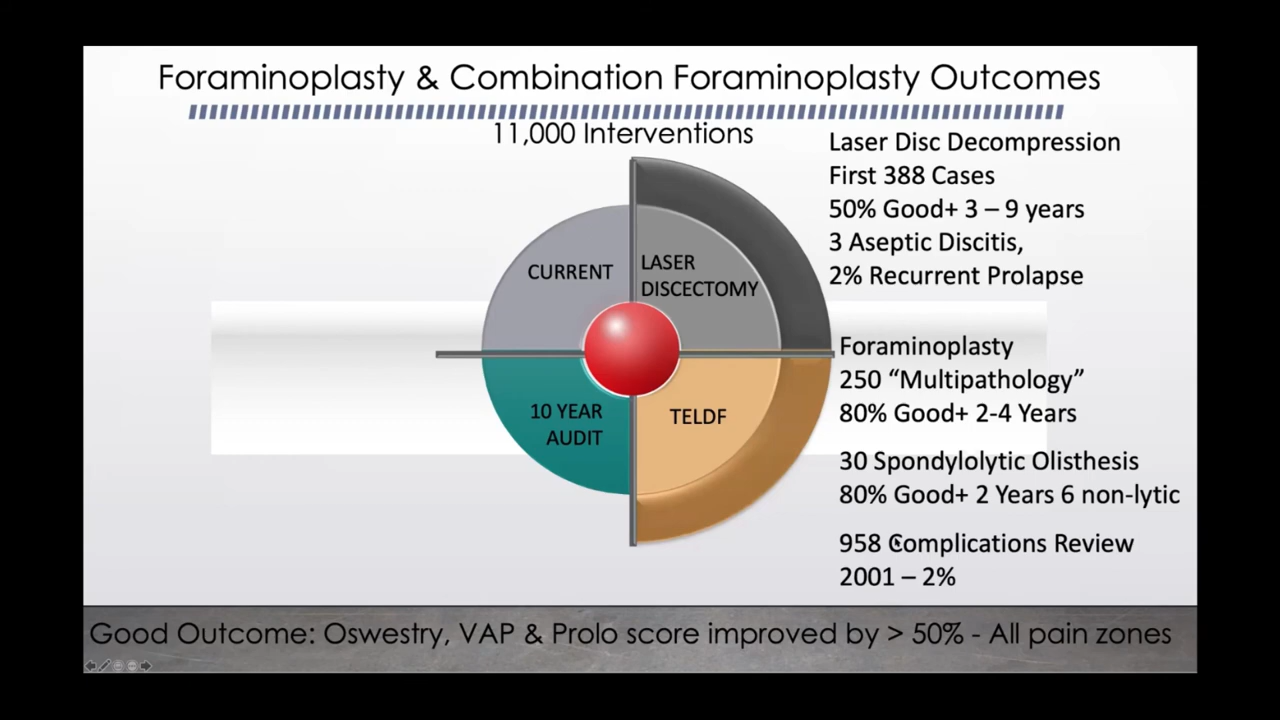 Foraminoplasty & Combination Foraminoplasty Outcomes
11,000 Interventions
CURRENT
LASER
DISCECTOMY
10 YEAR
AUDIT
TELDF
Laser Disc Decompression
First 388 Cases
50% Good+ 3 – 9 years
3 Aseptic Discitis,
2% Recurrent Prolapse
Foraminoplasty
250 “Multipathology”
80% Good+ 2-4 Years
30 Spondylolytic Olisthesis
80% Good+ 2 Years 6 non-lytic
958 Complications Review
2001 – 2%
Good Outcome: Oswestry, VAP & Prolo score improved by > 50% - All pain zones